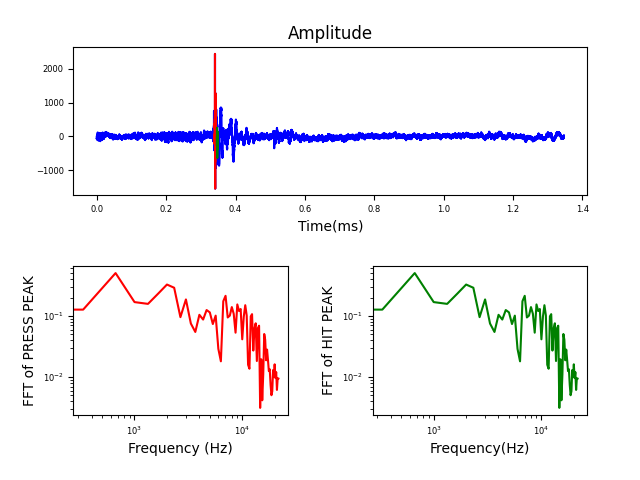 Amplitude
2000
1000
0
−1000
0.0 0.2 0.4 0.6 0.8 1.0 1.2 1.4
Time(ms)
FFT of PRESS PEAK
10⁻¹
10⁻²
10³ 10⁴
Frequency (Hz)
FFT of HIT PEAK
10⁻¹
10⁻²
10³ 10⁴
Frequency(Hz)